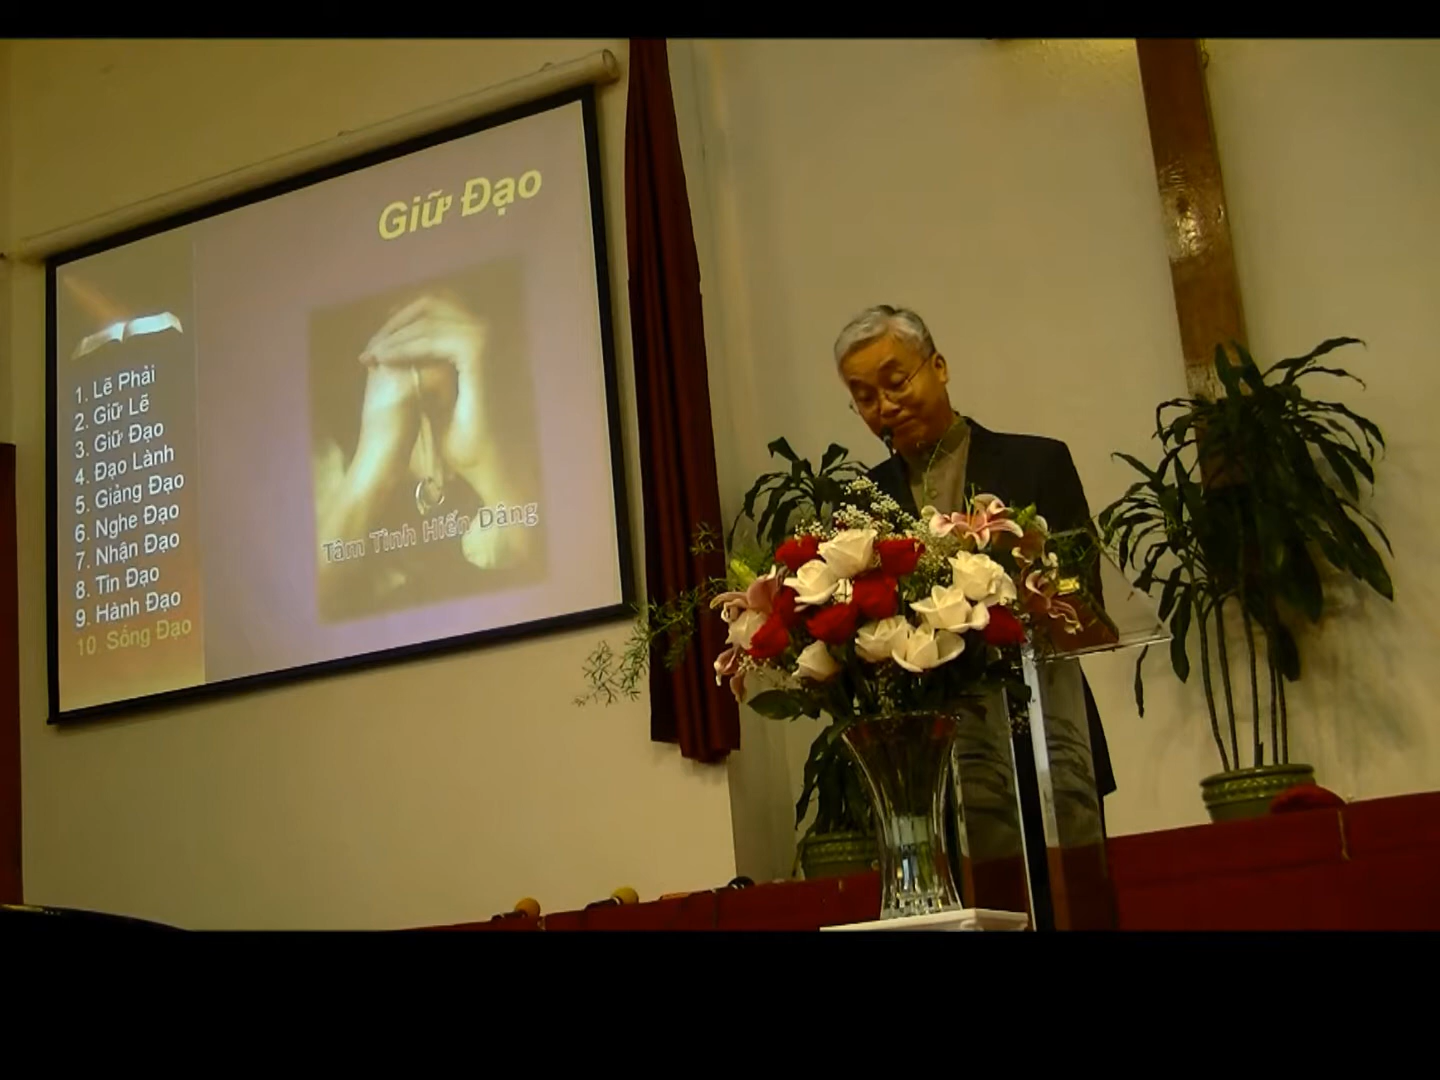 Giữ Đạo
1. Lẽ Phải
2. Giữ Lẽ
3. Giữ Đạo
4. Đạo Lành
5. Giảng Đạo
6. Nghe Đạo
7. Nhận Đạo
8. Tin Đạo
9. Hành Đạo
10. Sống Đạo
Tâm Tình Hiến Dâng